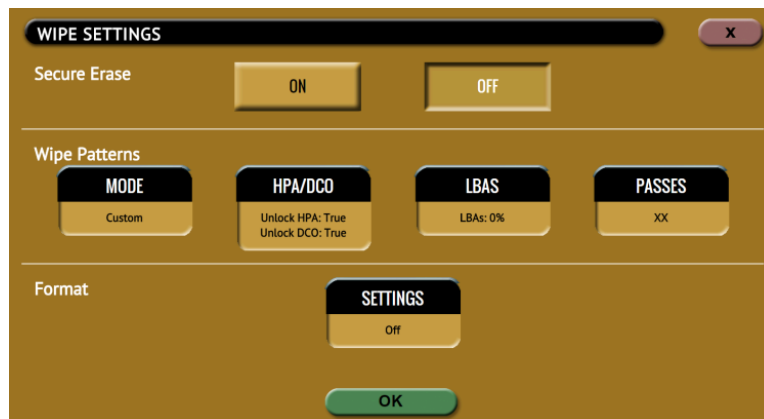 WIPE SETTINGS
X
Secure Erase
ON
OFF
Wipe Patterns
MODE
Custom
HPA/DCO
Unlock HPA: True
Unlock DCO: True
LBAS
LBAs: 0%
PASSES
XX
Format
SETTINGS
Off
OK